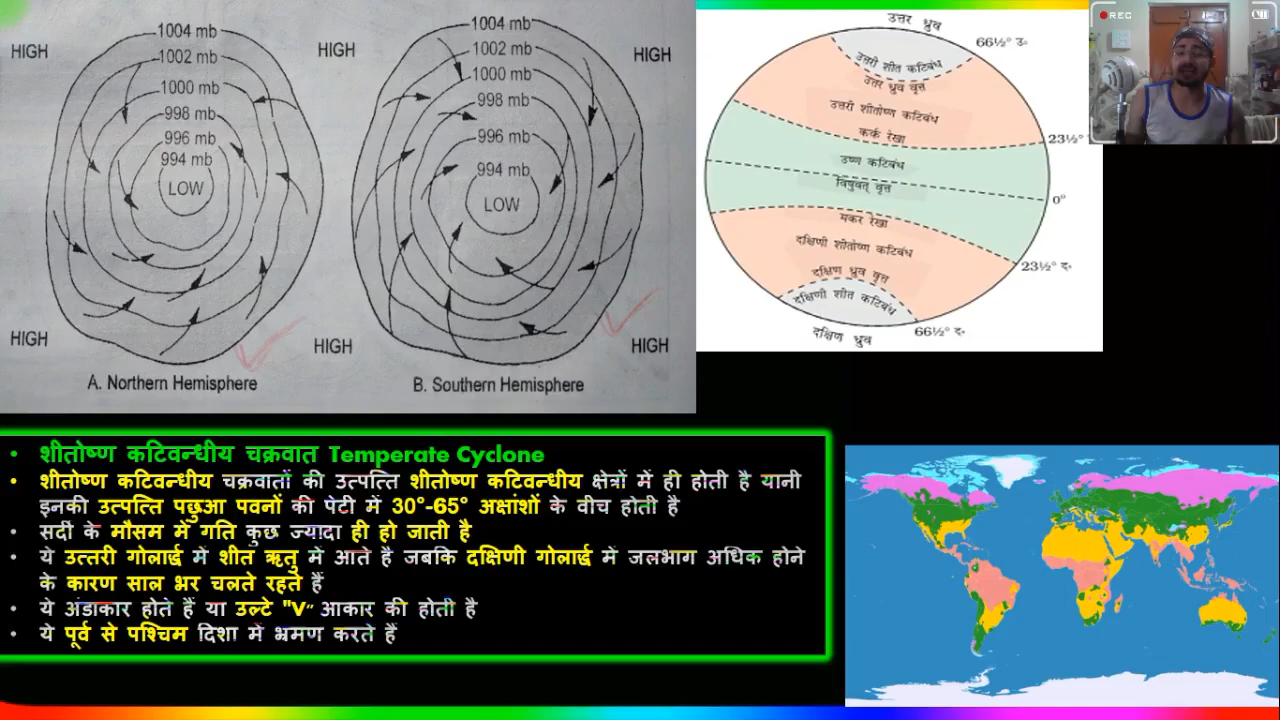 HIGH
1004 mb
1002 mb
1000 mb
998 mb
996 mb
994 mb
LOW
HIGH
HIGH
A. Northern Hemisphere
HIGH
1004 mb
1002 mb
1000 mb
998 mb
996 mb
994 mb
LOW
HIGH
B. Southern Hemisphere
HIGH
उत्तर ध्रुव
66½° उ॰
उत्तरी शीत कटिबंध
उत्तर ध्रुव वृत्त
उत्तरी शीतोष्ण कटिबंध
कर्क रेखा
23½°
उष्ण कटिबंध
विषुवत् वृत्त
0°
मकर रेखा
दक्षिणी शीतोष्ण कटिबंध
23½° द॰
दक्षिण ध्रुव वृत्त
दक्षिणी शीत कटिबंध
दक्षिण ध्रुव
66½° द॰
REC
• शीतोष्ण कटिवन्धीय चक्रवात Temperate Cyclone
• शीतोष्ण कटिवन्धीय चक्रवातों की उत्पत्ति शीतोष्ण कटिवन्धीय क्षेत्रों में ही होती है यानी
इनकी उत्पत्ति पछुआ पवनों की पेटी में 30°-65° अक्षांशों के वीच होती है
• सर्दी के मौसम में गति कुछ ज्यादा ही हो जाती है
• ये उत्तरी गोलार्द्ध में शीत ऋतु में आते है जबकि दक्षिणी गोलार्द्ध में जलभाग अधिक होने
के कारण साल भर चलते रहते हैं
• ये अंडाकार होते हैं या उल्टे "V" आकार की होती है
• ये पूर्व से पश्चिम दिशा में भ्रमण करते हैं